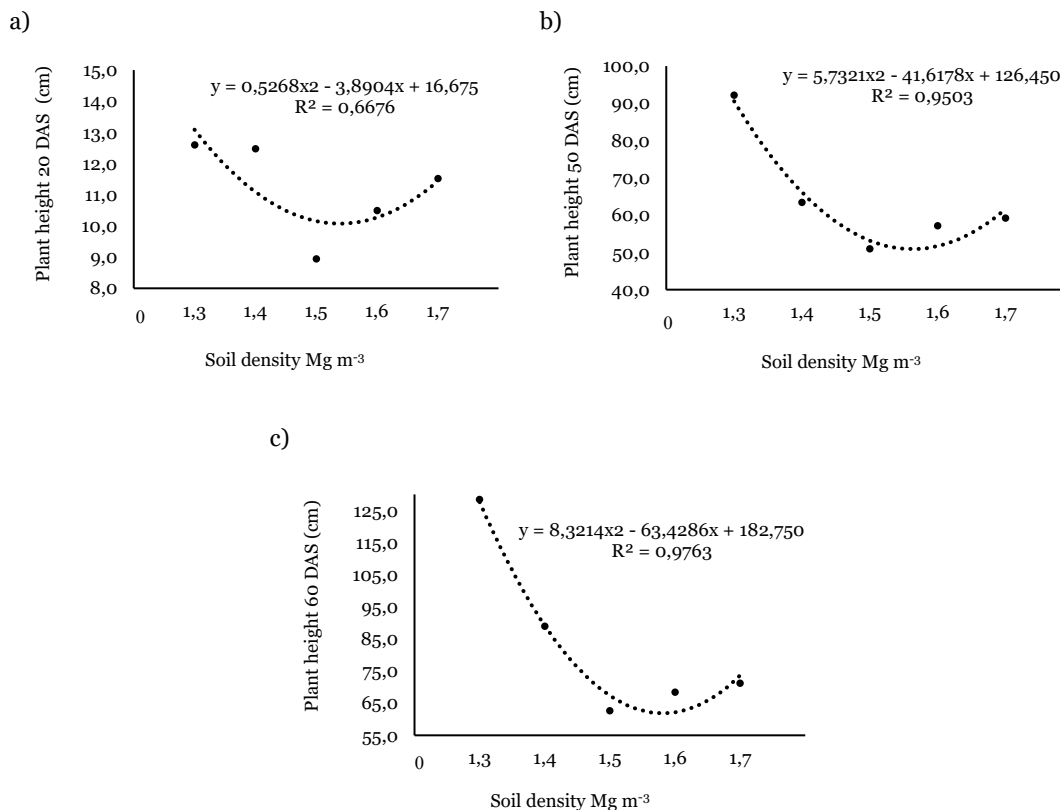 a)
Plant height 20 DAS (cm)
15,0
14,0
13,0
12,0
11,0
10,0
9,0
8,0
y = 0,5268x2 - 3,8904x + 16,675
R² = 0,6676
0
1,3 1,4 1,5 1,6 1,7
Soil density Mg m⁻³
b)
Plant height 50 DAS (cm)
100,0
90,0
80,0
70,0
60,0
50,0
40,0
y = 5,7321x2 - 41,6178x + 126,450
R² = 0,9503
0
1,3 1,4 1,5 1,6 1,7
Soil density Mg m⁻³
c)
Plant height 60 DAS (cm)
125,0
115,0
105,0
95,0
85,0
75,0
65,0
55,0
y = 8,3214x2 - 63,4286x + 182,750
R² = 0,9763
0
1,3 1,4 1,5 1,6 1,7
Soil density Mg m⁻³